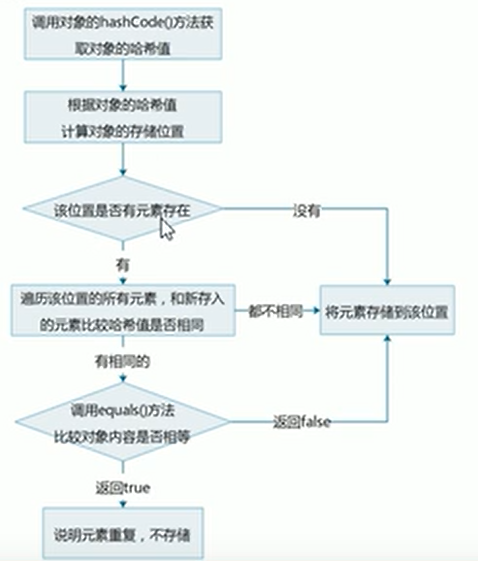 调用对象的hashCode()方法获
取对象的哈希值
根据对象的哈希值
计算对象的存储位置
该位置是否有元素存在
没有
有
遍历该位置的所有元素，和新存入
的元素比较哈希值是否相同
都不相同
将元素存储到该位置
有相同的
调用equals()方法
比较对象内容是否相等
返回false
返回true
说明元素重复，不存储